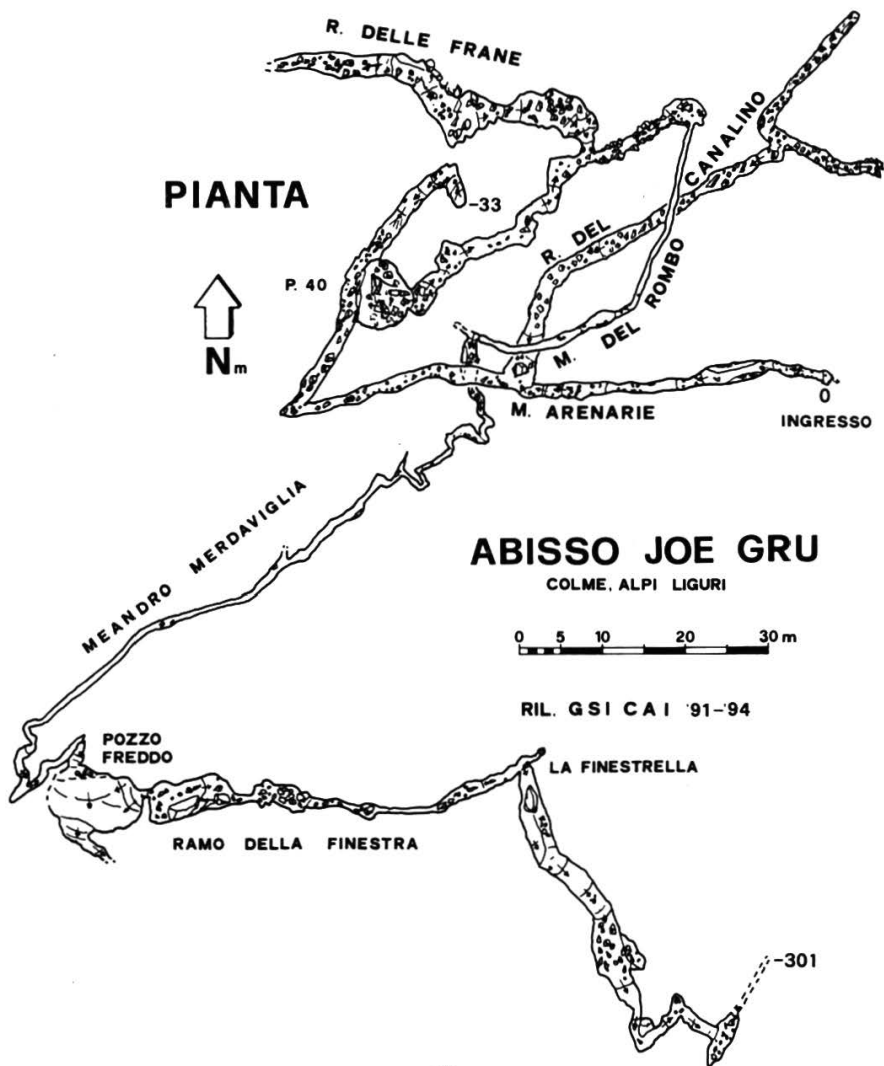 R. DELLE FRANE
CANALINO
R. DEL
PIANTA
-33
P. 40
M. DEL ROMBO
Nm
0
M. ARENARIE
INGRESSO
MEANDRO MERDAVIGLIA
ABISSO JOE GRU
COLME, ALPI LIGURI
0 5 10 20 30 m
RIL. GSI CAI '91-'94
POZZO
FREDDO
LA FINESTRELLA
RAMO DELLA FINESTRA
-301